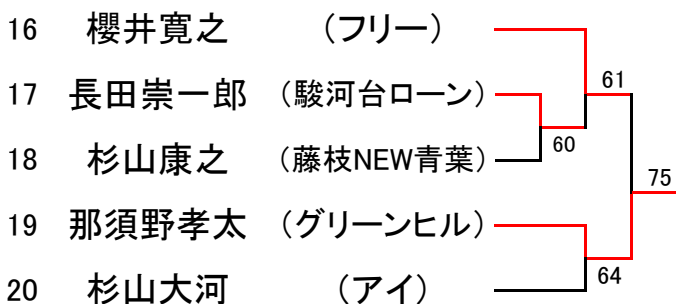 16 櫻井寛之 (フリー)
61
17 長田崇一郎 (駿河台ローン)
60
18 杉山康之 (藤枝NEW青葉)
75
19 那須野孝太 (グリーンヒル)
64
20 杉山大河 (アイ)